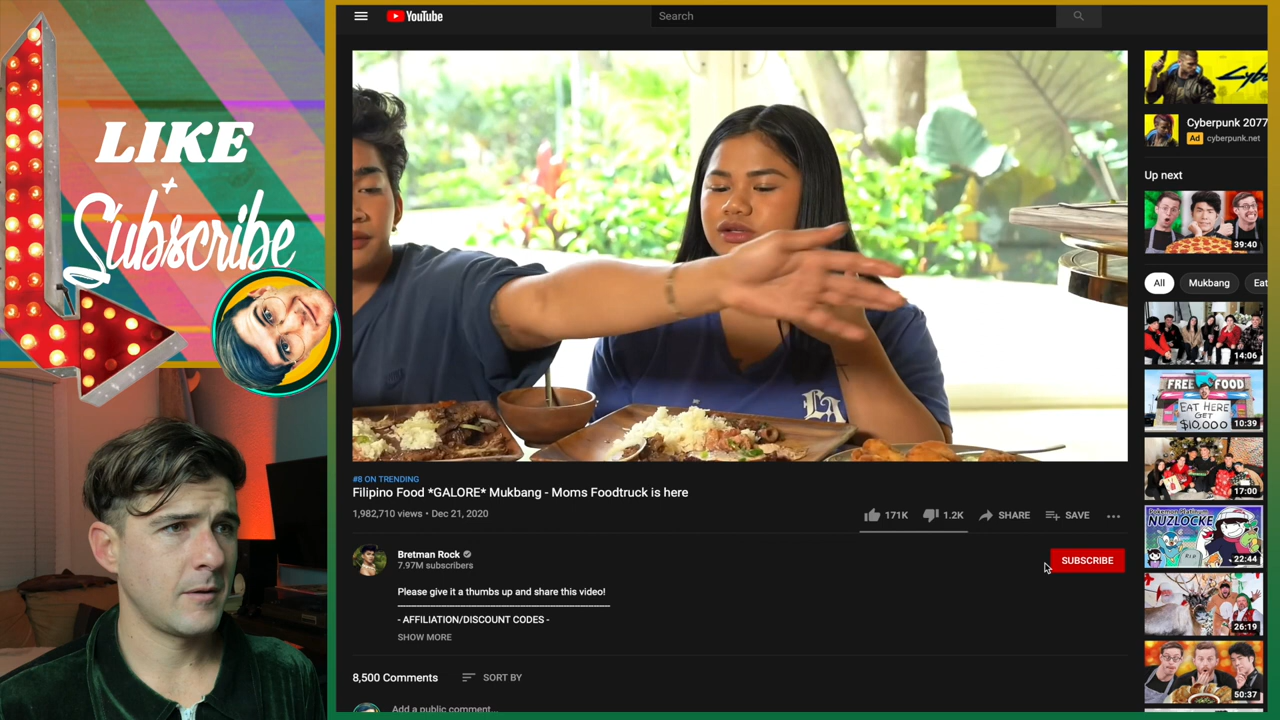 LIKE
+
Subscribe
YouTube
Search
Cyberpunk 2077
Ad cyberpunk.net
Up next
39:40
All Mukbang Eat
14:06
FREE FOOD
EAT HERE
GET
$10,000
10:39
17:00
NUZLOCKE
RIP
22:44
26:19
50:37
LA
#8 ON TRENDING
Filipino Food *GALORE* Mukbang - Moms Foodtruck is here
1,982,710 views • Dec 21, 2020
171K 1.2K SHARE SAVE
Bretman Rock
7.97M subscribers
SUBSCRIBE
Please give it a thumbs up and share this video!
- AFFILIATION/DISCOUNT CODES -
SHOW MORE
8,500 Comments SORT BY
Add a public comment...